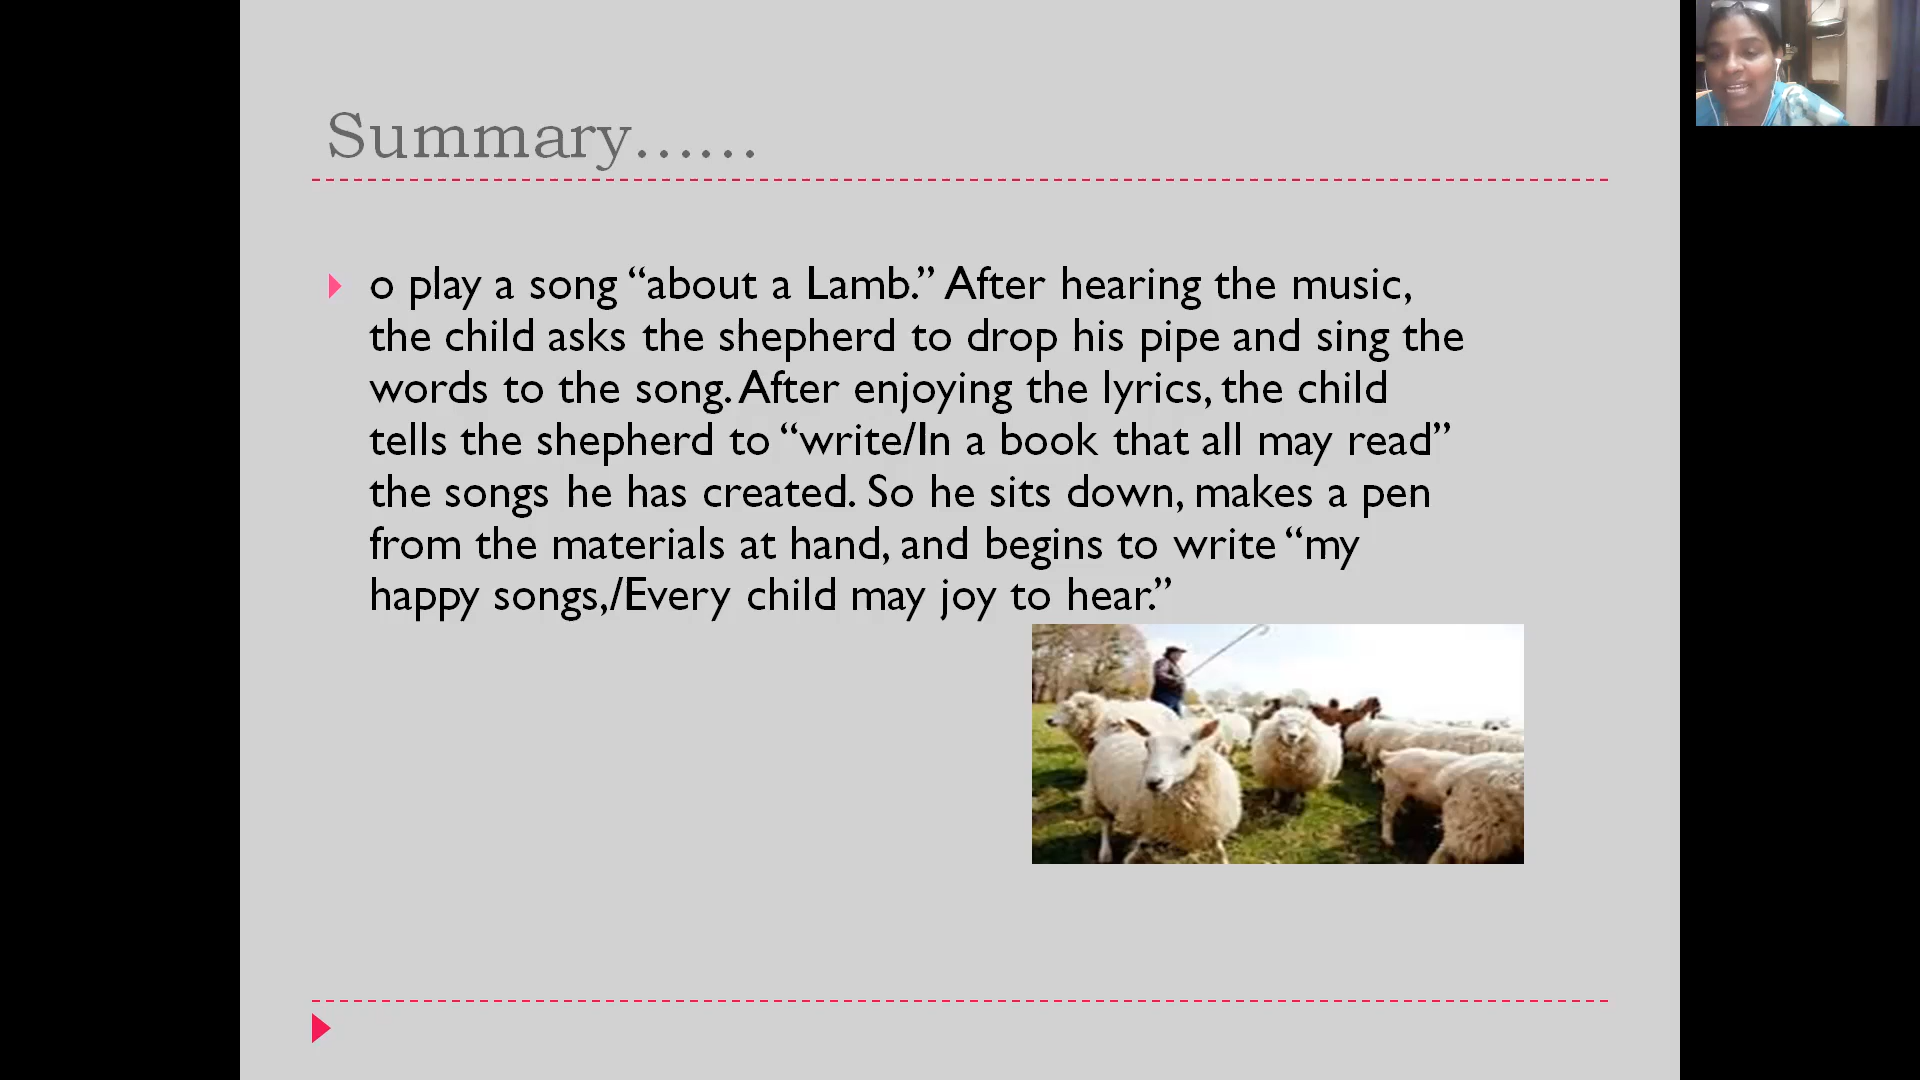 Summary......
o play a song “about a Lamb.” After hearing the music,
the child asks the shepherd to drop his pipe and sing the
words to the song. After enjoying the lyrics, the child
tells the shepherd to “write/In a book that all may read”
the songs he has created. So he sits down, makes a pen
from the materials at hand, and begins to write “my
happy songs,/Every child may joy to hear.”